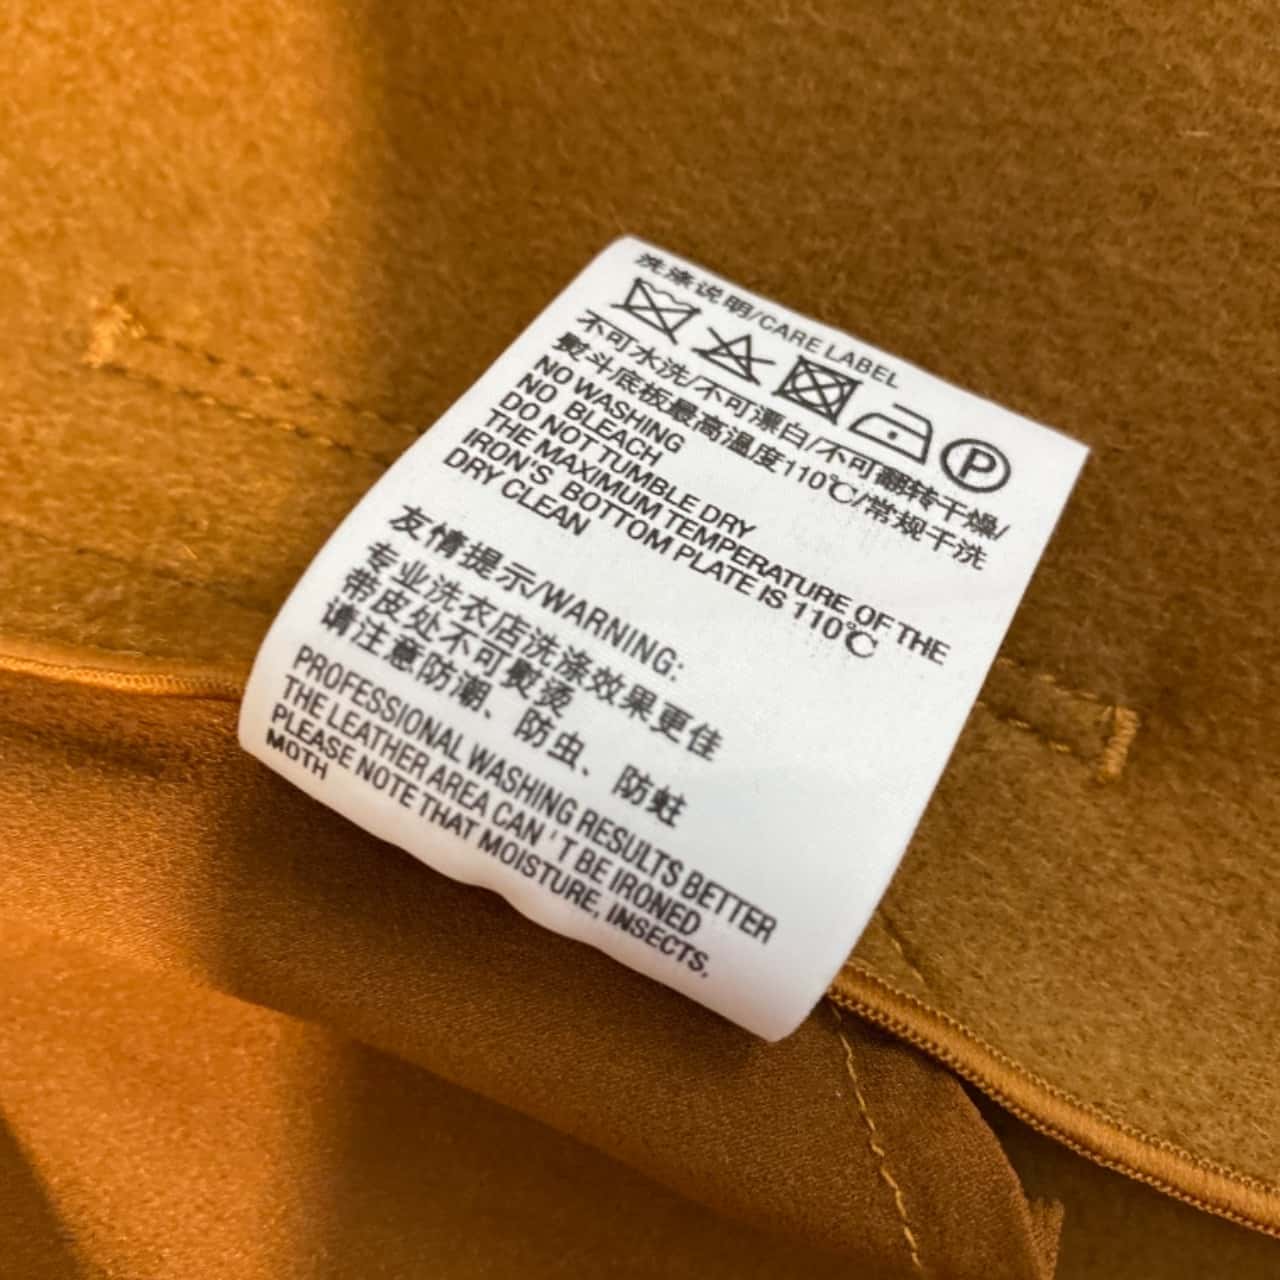 洗涤说明/CARE LABEL
P
不可水洗/不可漂白/不可翻转干燥/
熨斗底板最高温度110℃/常规干洗
NO WASHING
NO BLEACH
DO NOT TUMBLE DRY
THE MAXIMUM TEMPERATURE OF THE
IRON'S BOTTOM PLATE IS 110℃
DRY CLEAN
友情提示/WARNING:
专业洗衣店洗涤效果更佳
带皮处不可熨烫
请注意防潮、防虫、防蛀
PROFESSIONAL WASHING RESULTS BETTER
THE LEATHER AREA CAN'T BE IRONED
PLEASE NOTE THAT MOISTURE, INSECTS,
MOTH